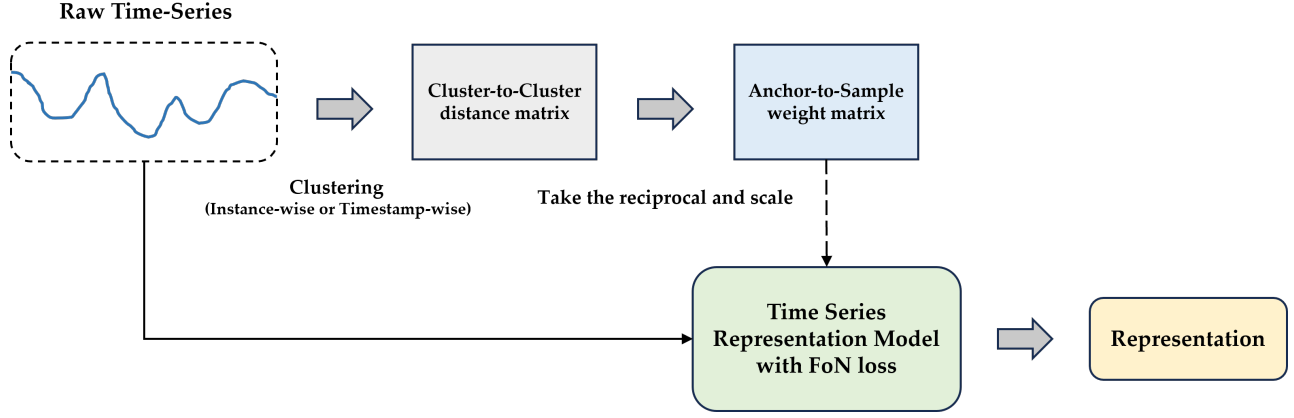 Raw Time-Series
Cluster-to-Cluster
distance matrix
Anchor-to-Sample
weight matrix
Clustering
(Instance-wise or Timestamp-wise)
Take the reciprocal and scale
Time Series
Representation Model
with FoN loss
Representation